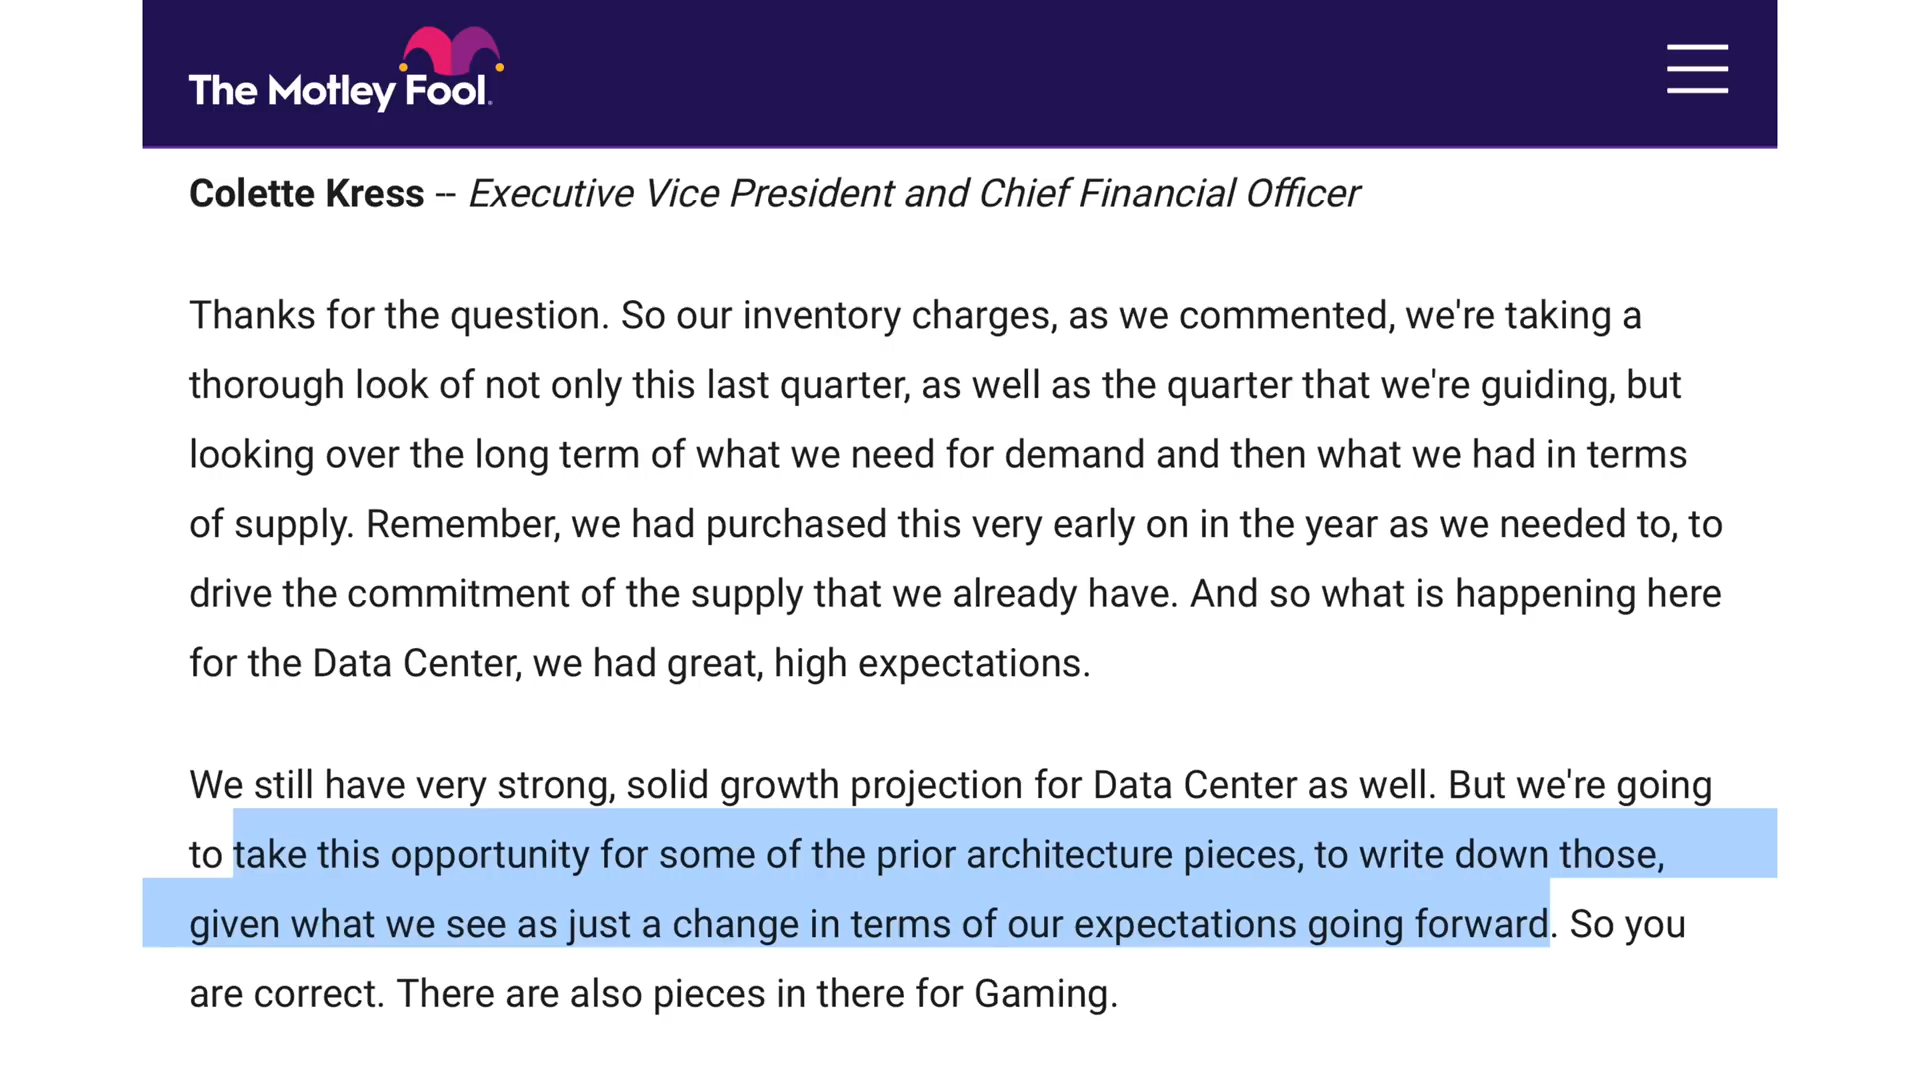 The Motley Fool.
Colette Kress -- Executive Vice President and Chief Financial Officer
Thanks for the question. So our inventory charges, as we commented, we're taking a
thorough look of not only this last quarter, as well as the quarter that we're guiding, but
looking over the long term of what we need for demand and then what we had in terms
of supply. Remember, we had purchased this very early on in the year as we needed to, to
drive the commitment of the supply that we already have. And so what is happening here
for the Data Center, we had great, high expectations.
We still have very strong, solid growth projection for Data Center as well. But we're going
to take this opportunity for some of the prior architecture pieces, to write down those,
given what we see as just a change in terms of our expectations going forward. So you
are correct. There are also pieces in there for Gaming.